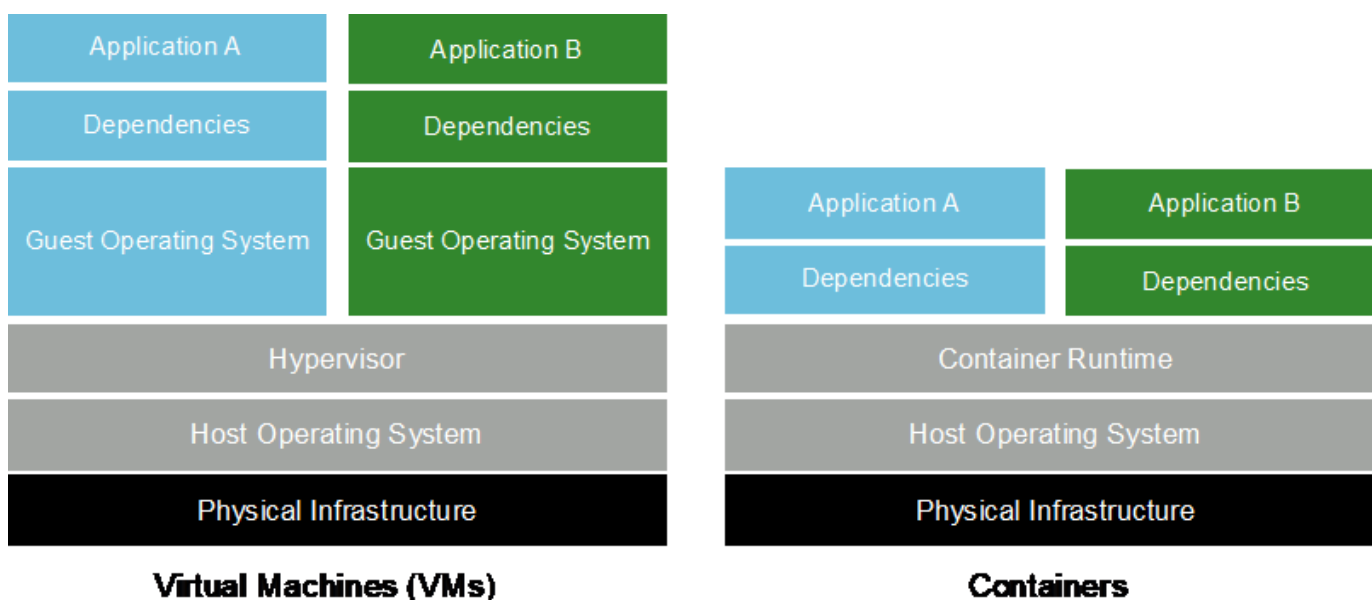 Application A
Application B
Dependencies
Dependencies
Guest Operating System
Guest Operating System
Hypervisor
Host Operating System
Physical Infrastructure
Virtual Machines (VMs)
Application A
Application B
Dependencies
Dependencies
Container Runtime
Host Operating System
Physical Infrastructure
Containers